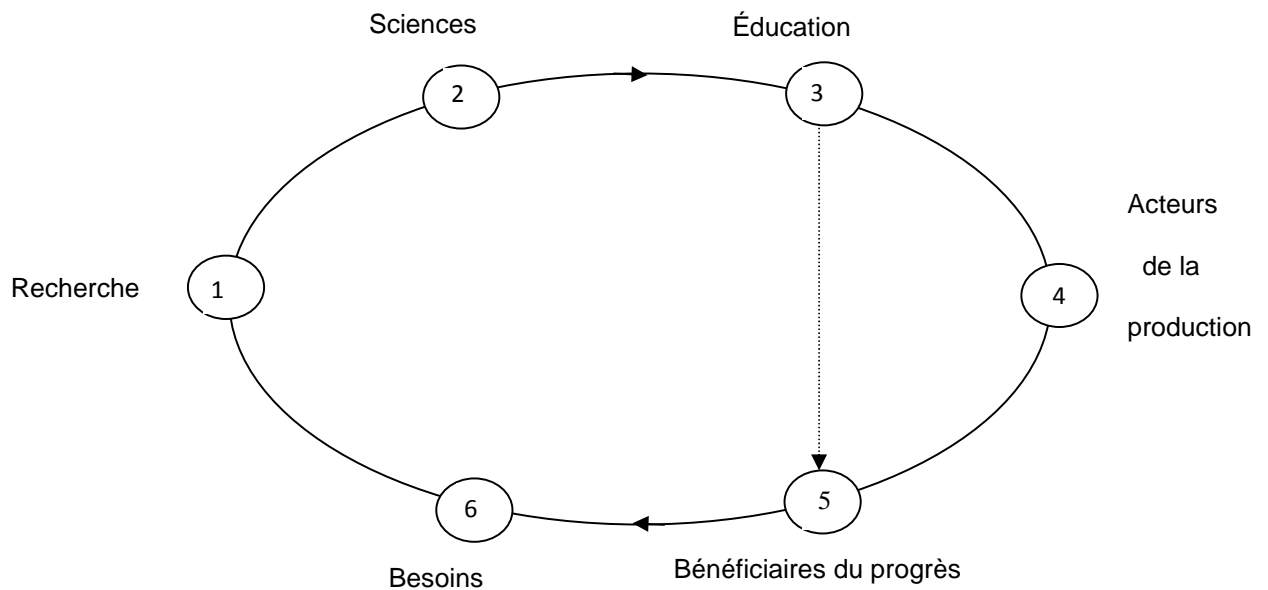 Sciences
Éducation
2
3
Acteurs
de la
production
Recherche
1
4
6
5
Besoins
Bénéficiaires du progrès